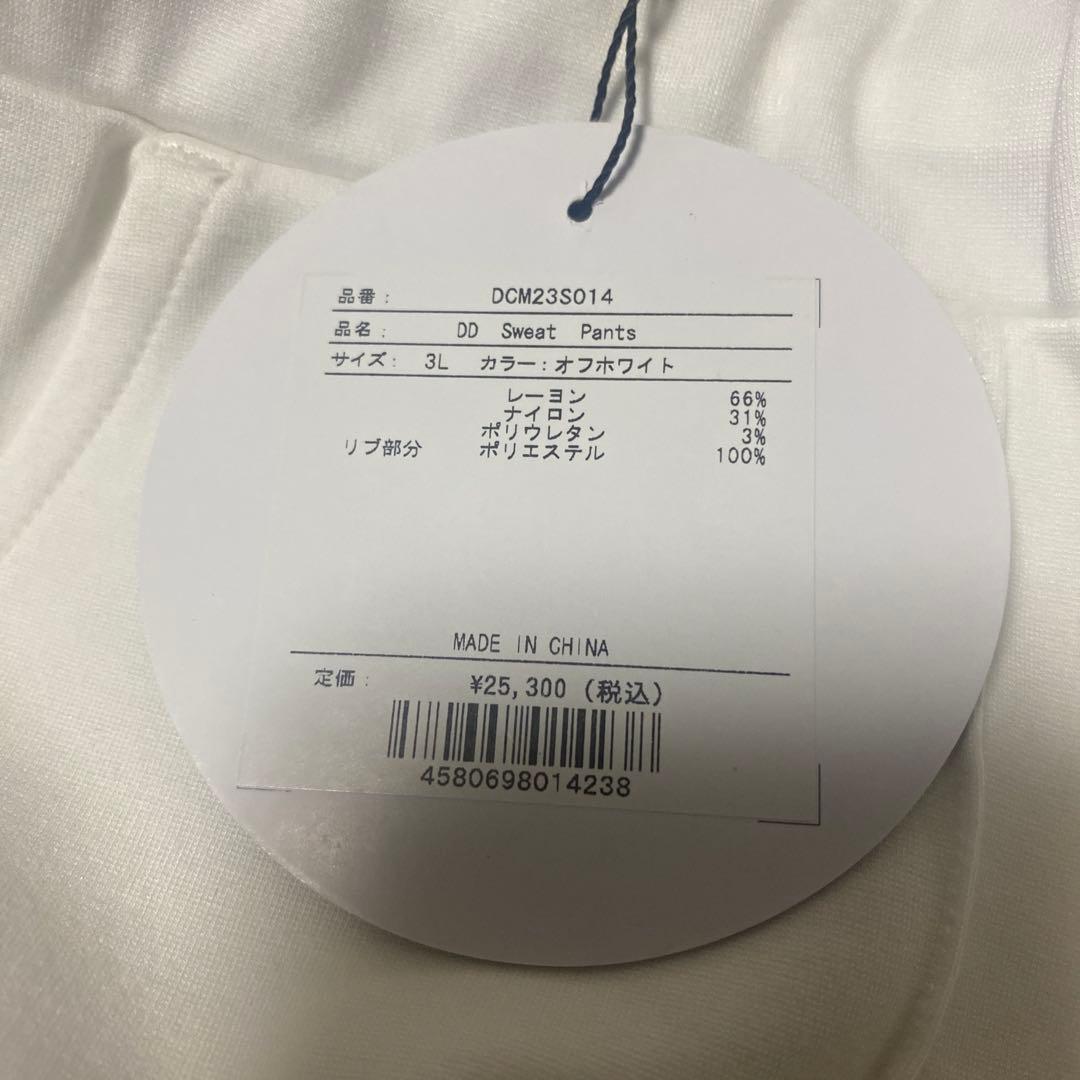 品番: DCM23S014
品名: DD Sweat Pants
サイズ: 3L カラー:オフホワイト
レーヨン 66%
ナイロン 31%
ポリウレタン 3%
リブ部分 ポリエステル 100%
MADE IN CHINA
定価: ¥25,300 (税込)
4580698014238